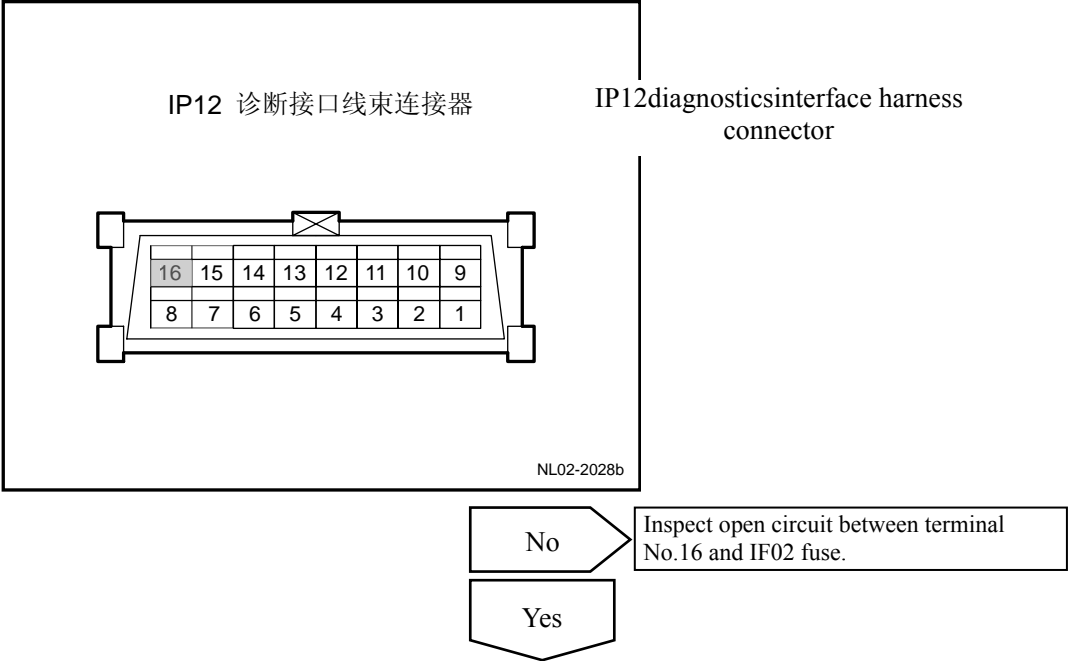 IP12 诊断接口线束连接器
IP12diagnosticsinterface harness
connector
16 15 14 13 12 11 10 9
8 7 6 5 4 3 2 1
NL02-2028b
No
Inspect open circuit between terminal
No.16 and IF02 fuse.
Yes